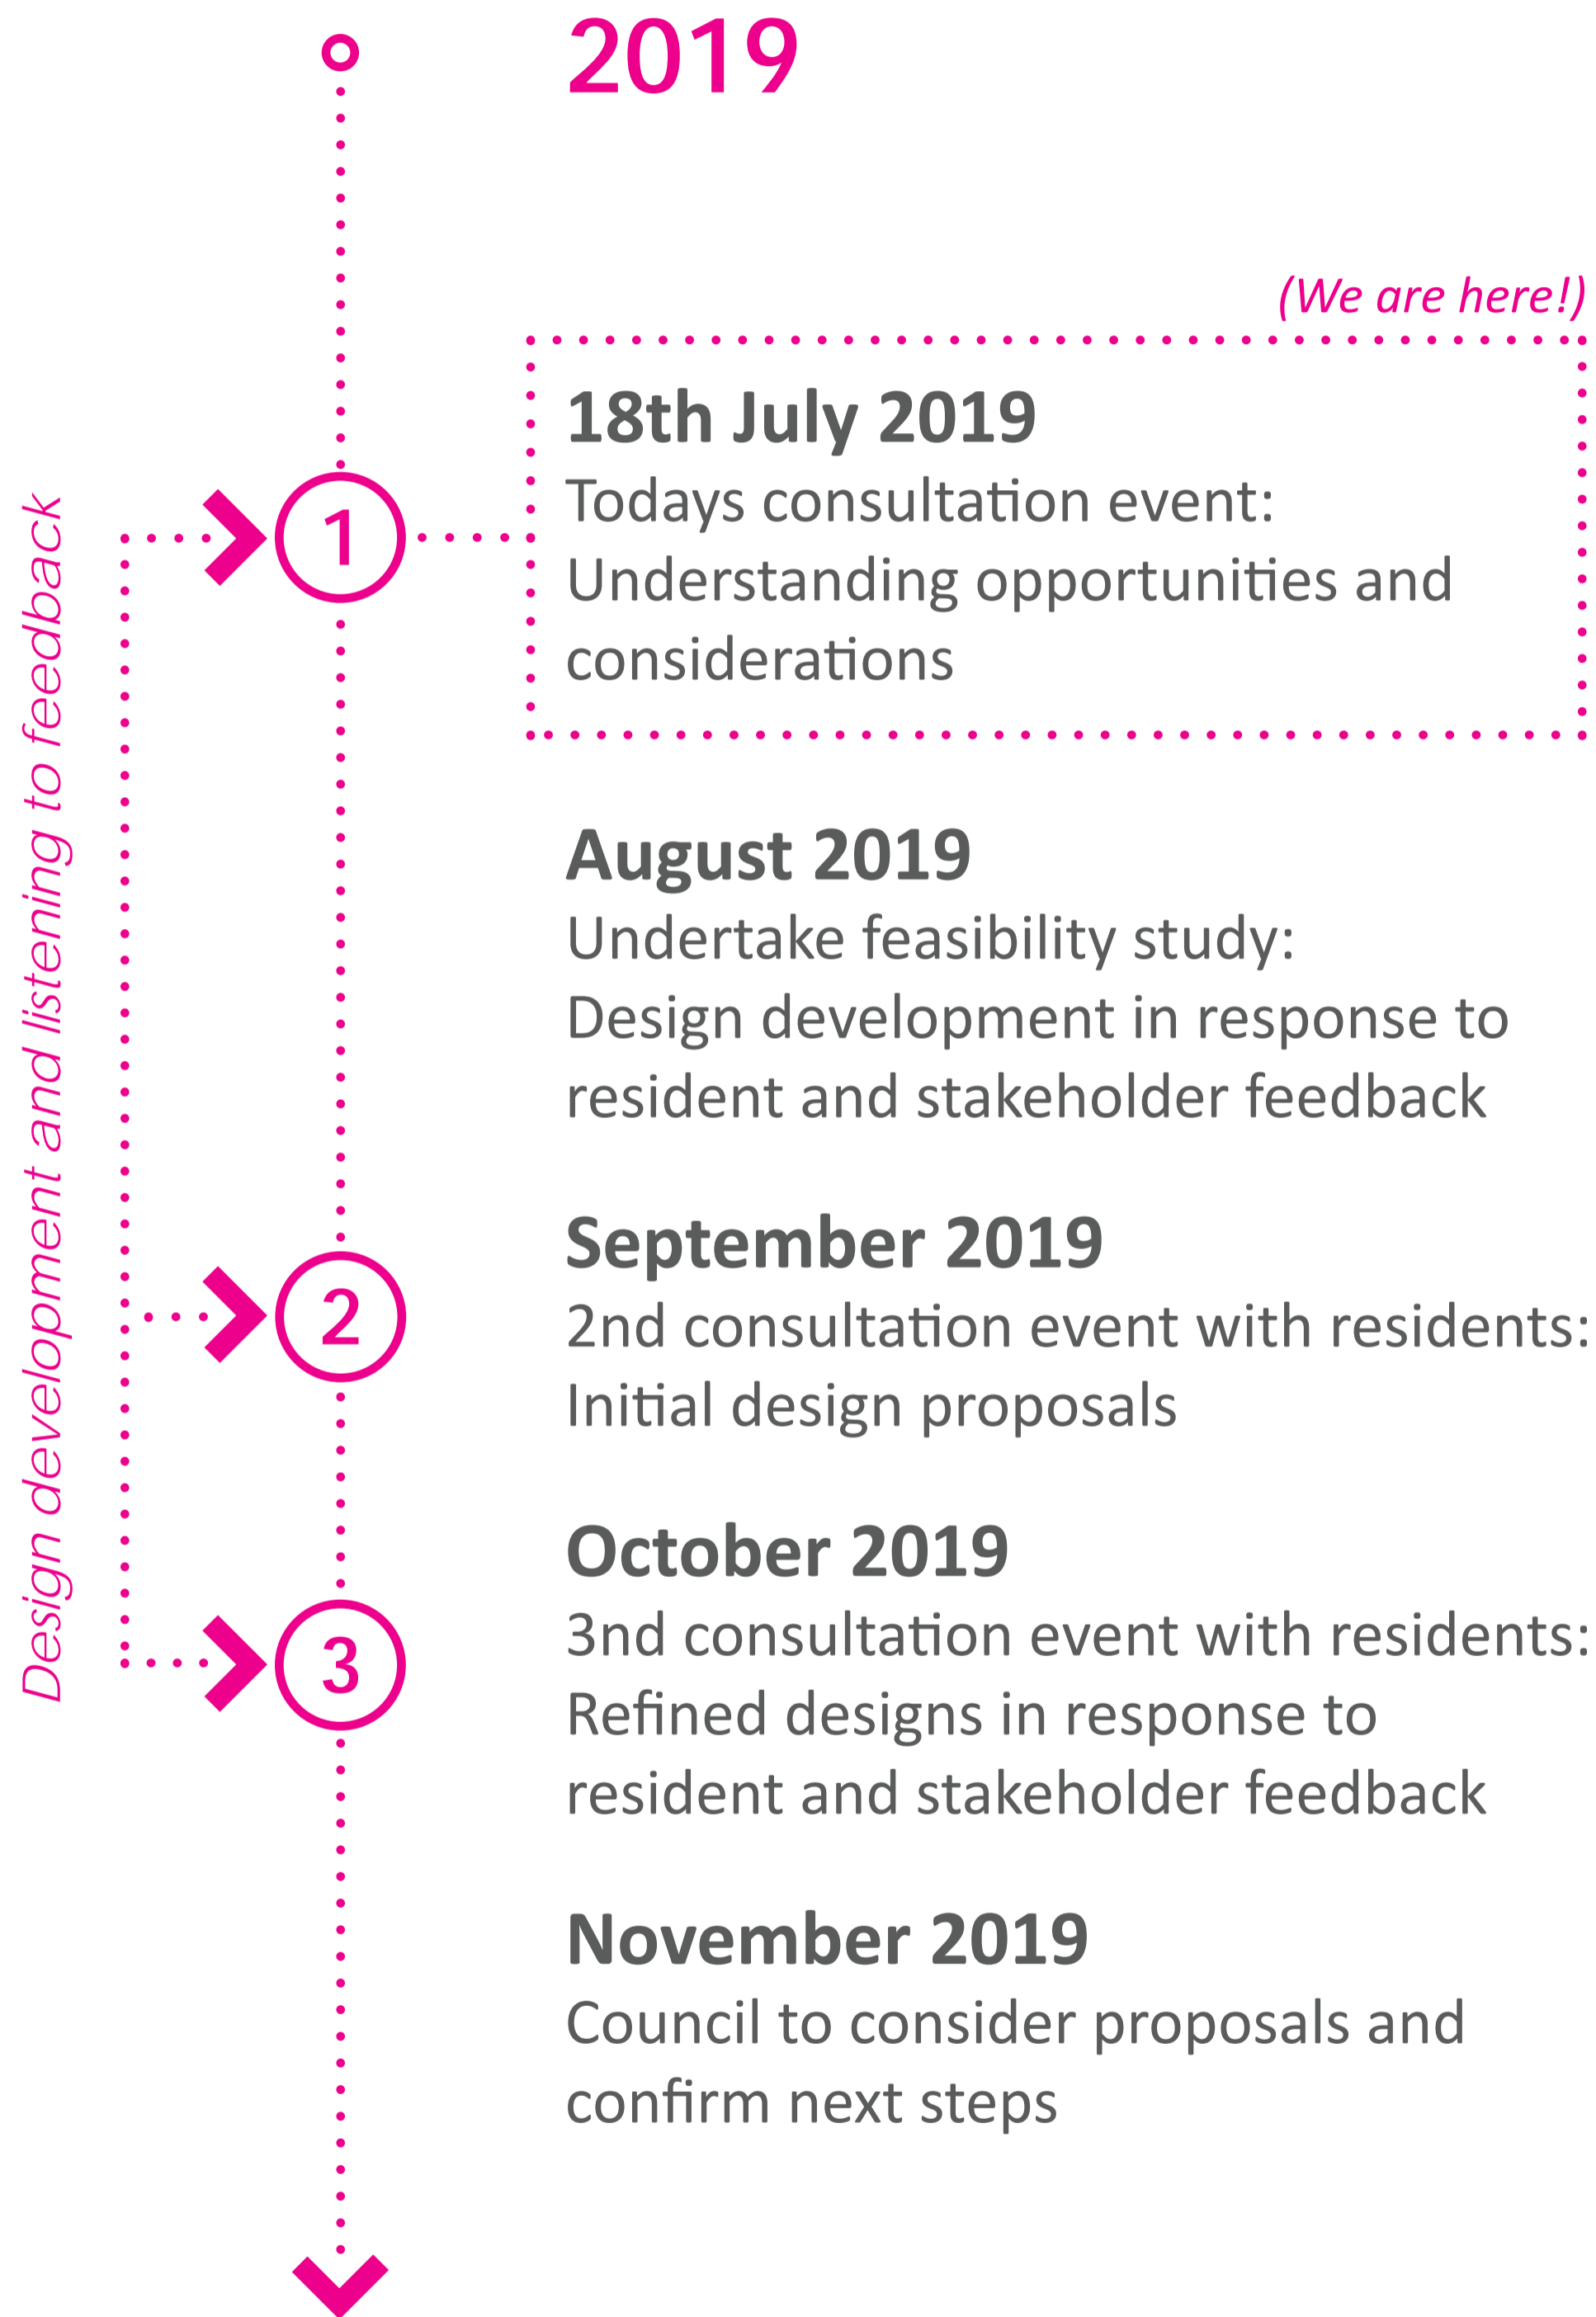 2019
(We are here!)
18th July 2019
Todays consultation event:
Understanding opportunities and
considerations
1
Design development and listening to feedback
August 2019
Undertake feasibility study:
Design development in response to
resident and stakeholder feedback
2
September 2019
2nd consultation event with residents:
Initial design proposals
3
October 2019
3nd consultation event with residents:
Refined designs in response to
resident and stakeholder feedback
November 2019
Council to consider proposals and
confirm next steps